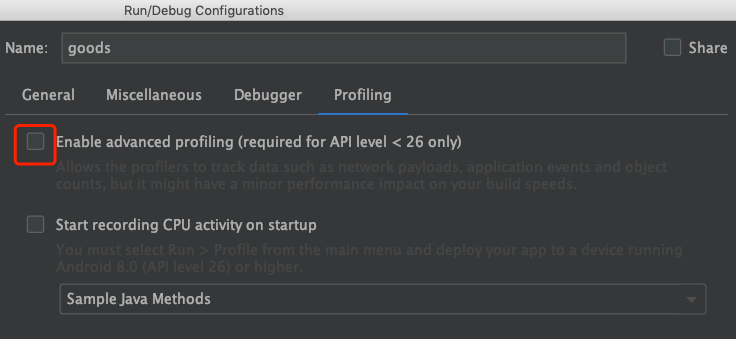 Run/Debug Configurations
Name: goods Share
General Miscellaneous Debugger Profiling
Enable advanced profiling (required for API level < 26 only)
Allows the profilers to track data such as network payloads, application events and object
counts, but it might have a minor performance impact on your build speeds.
Start recording CPU activity on startup
You must select Run > Profile from the main menu and deploy your app to a device running
Android 8.0 (API level 26) or higher.
Sample Java Methods